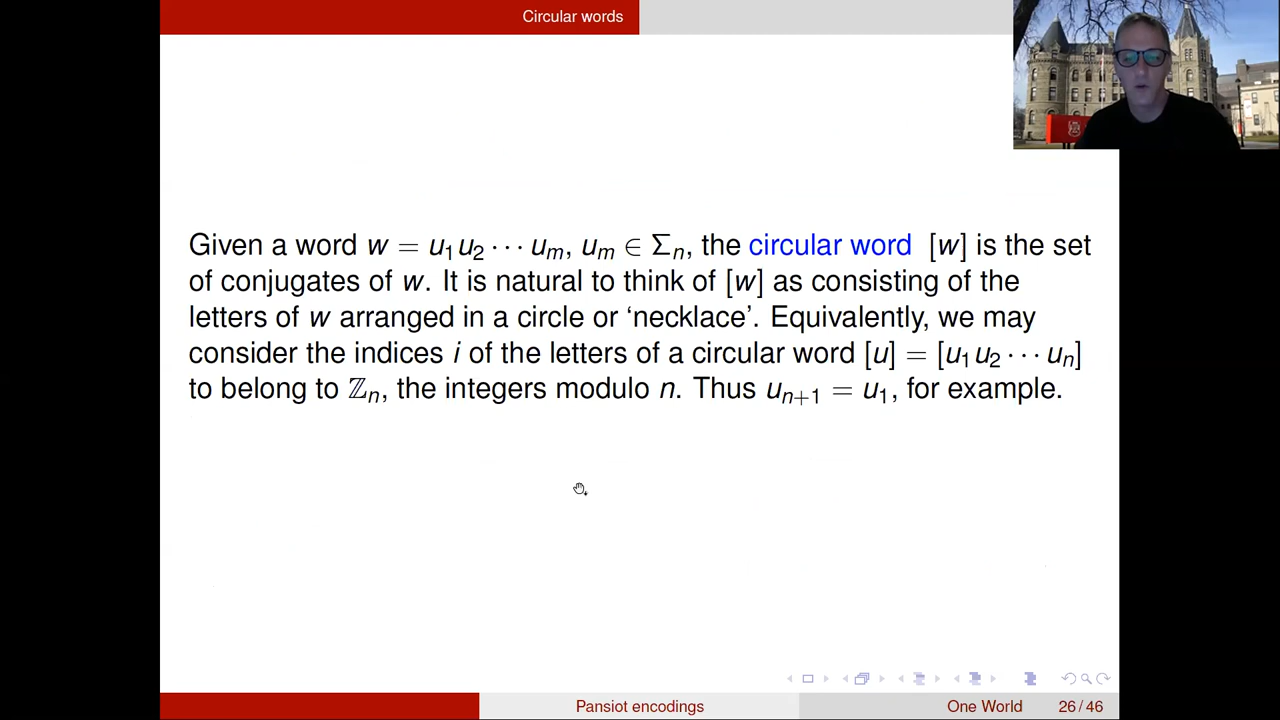 Circular words
Given a word w = u₁u₂ ⋯ uₘ, uₘ ∈ Σₙ, the circular word [w] is the set
of conjugates of w. It is natural to think of [w] as consisting of the
letters of w arranged in a circle or ‘necklace’. Equivalently, we may
consider the indices i of the letters of a circular word [u] = [u₁u₂ ⋯ uₙ]
to belong to ℤₙ, the integers modulo n. Thus uₙ₊₁ = u₁, for example.
Pansiot encodings
One World
26 / 46